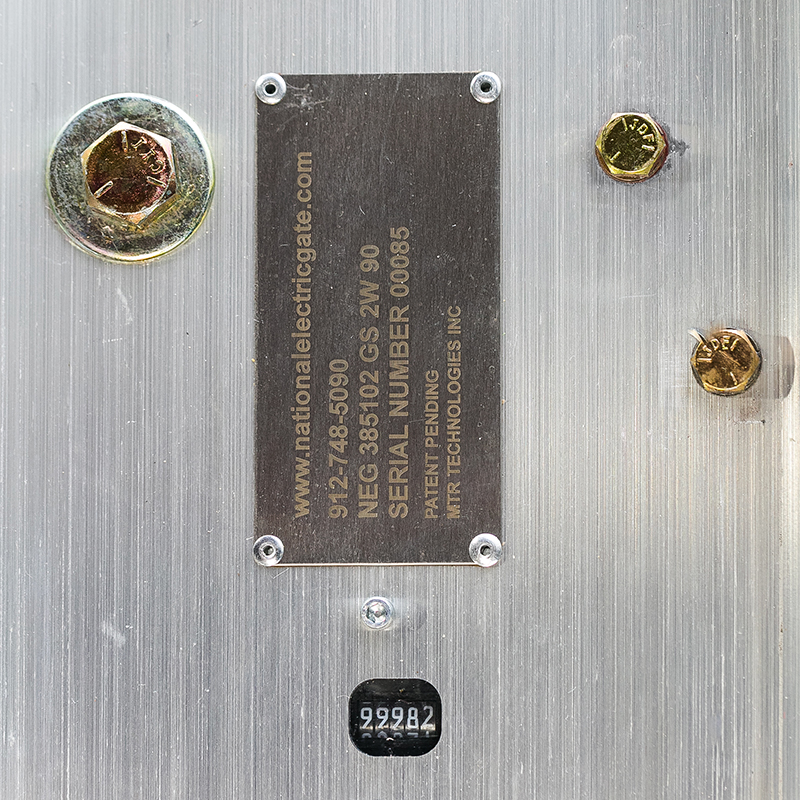 www.nationalelectricgate.com
912-748-5090
NEG 385102 GS 2W 90
SERIAL NUMBER 00085
PATENT PENDING
MTR TECHNOLOGIES INC
99982